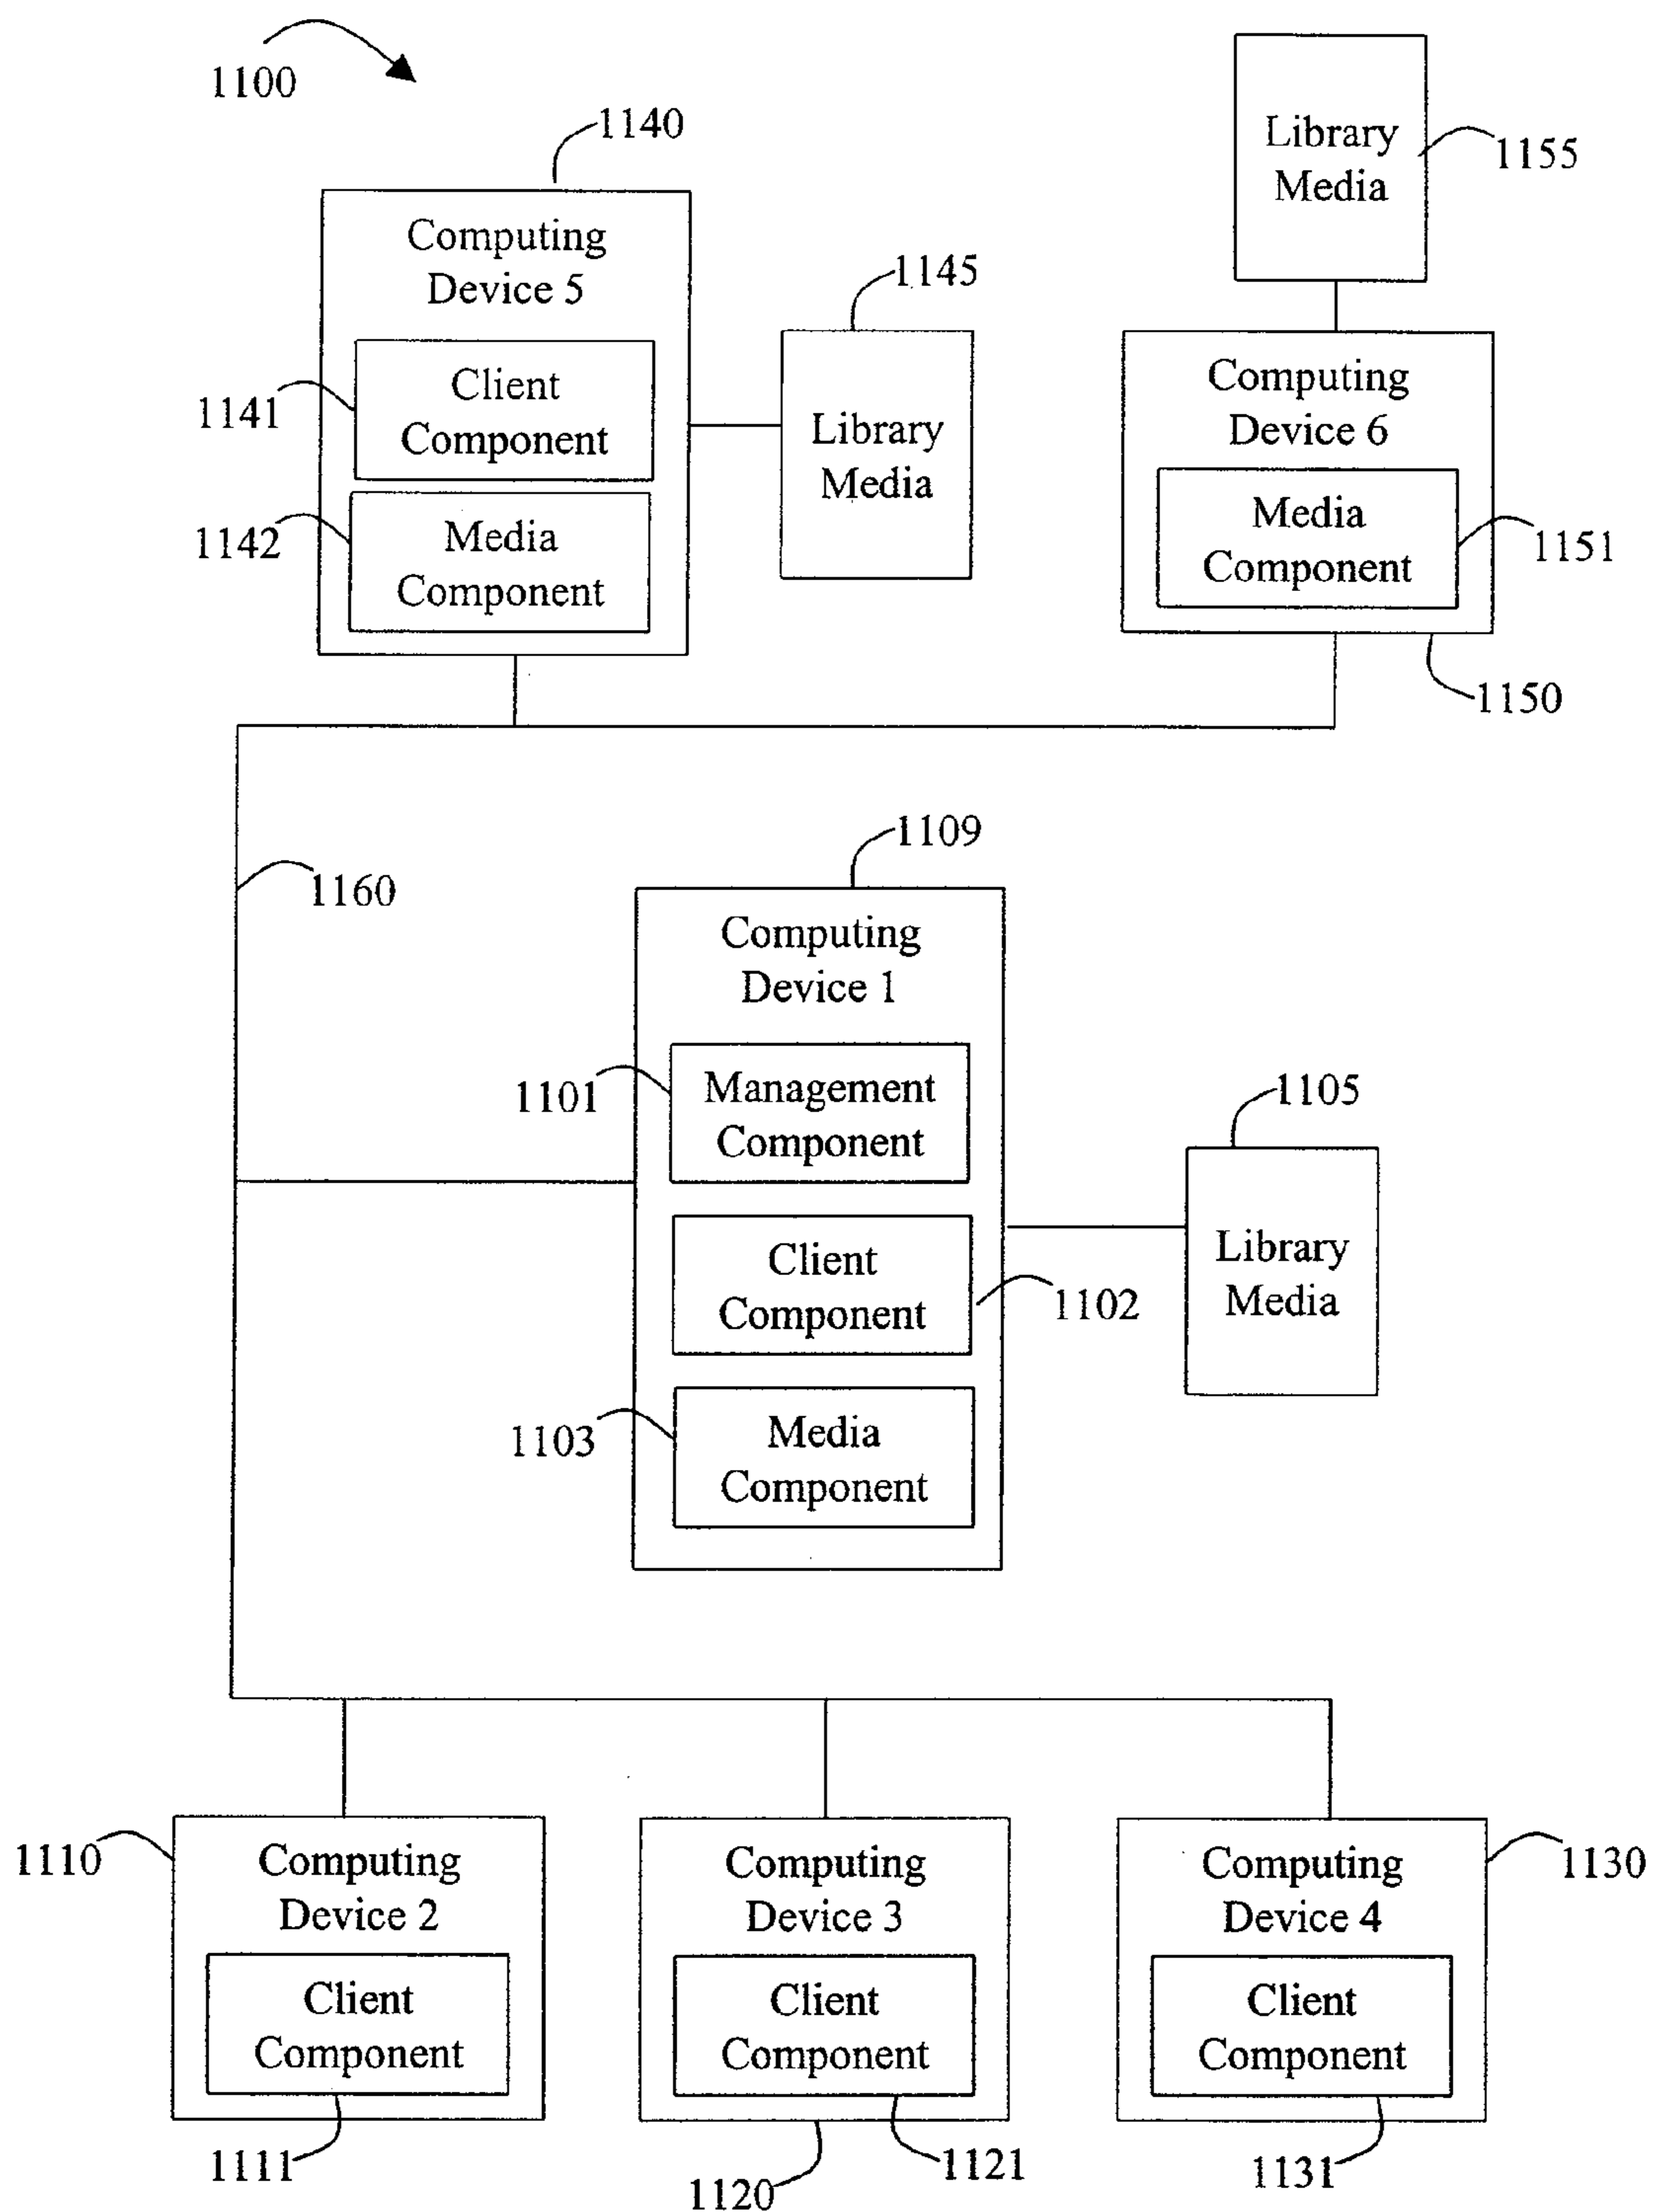 1100
1140
Computing
Device 5
1141
Client
Component
1142
Media
Component
1145
Library
Media
Library
Media
1155
Computing
Device 6
Media
Component
1151
1150
1160
1109
Computing
Device 1
1101
Management
Component
Client
Component
1102
1103
Media
Component
1105
Library
Media
1110
Computing
Device 2
Client
Component
1111
Computing
Device 3
Client
Component
1120
1121
Computing
Device 4
1130
Client
Component
1131